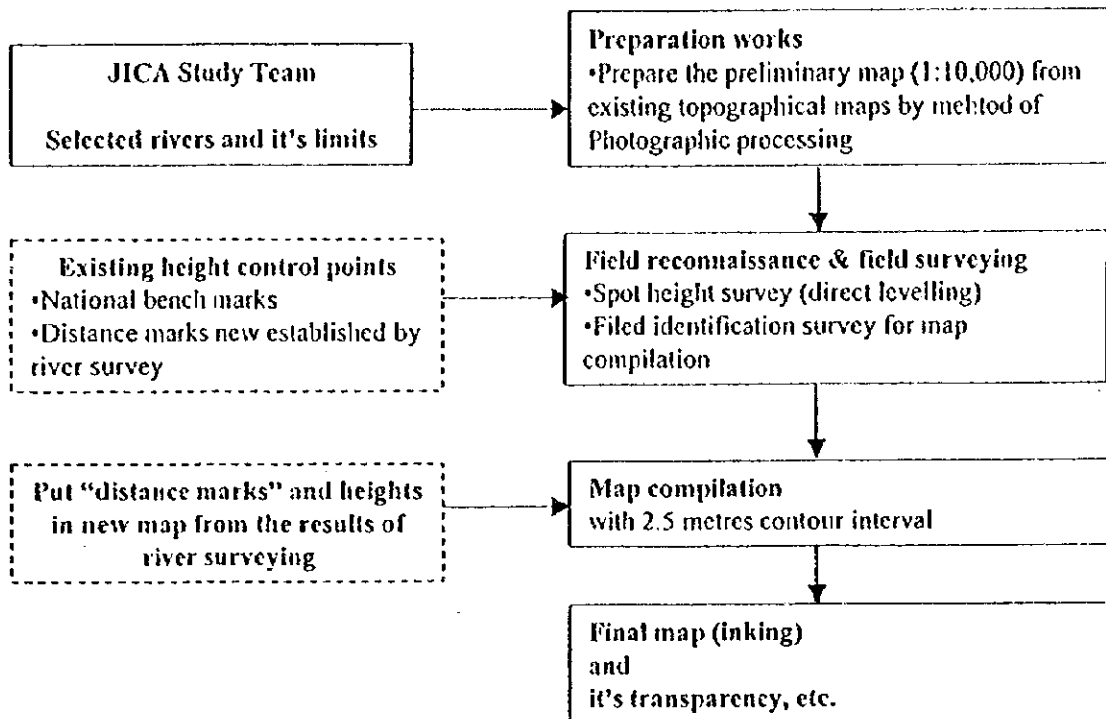 JICA Study Team
Selected rivers and it's limits
Preparation works
•Prepare the preliminary map (1:10,000) from
existing topographical maps by mehtod of
Photographic processing
Existing height control points
•National bench marks
•Distance marks new established by
river survey
Field reconnaissance & field surveying
•Spot height survey (direct levelling)
•Filed identification survey for map
compilation
Put “distance marks” and heights
in new map from the results of
river surveying
Map compilation
with 2.5 metres contour interval
Final map (inking)
and
it's transparency, etc.